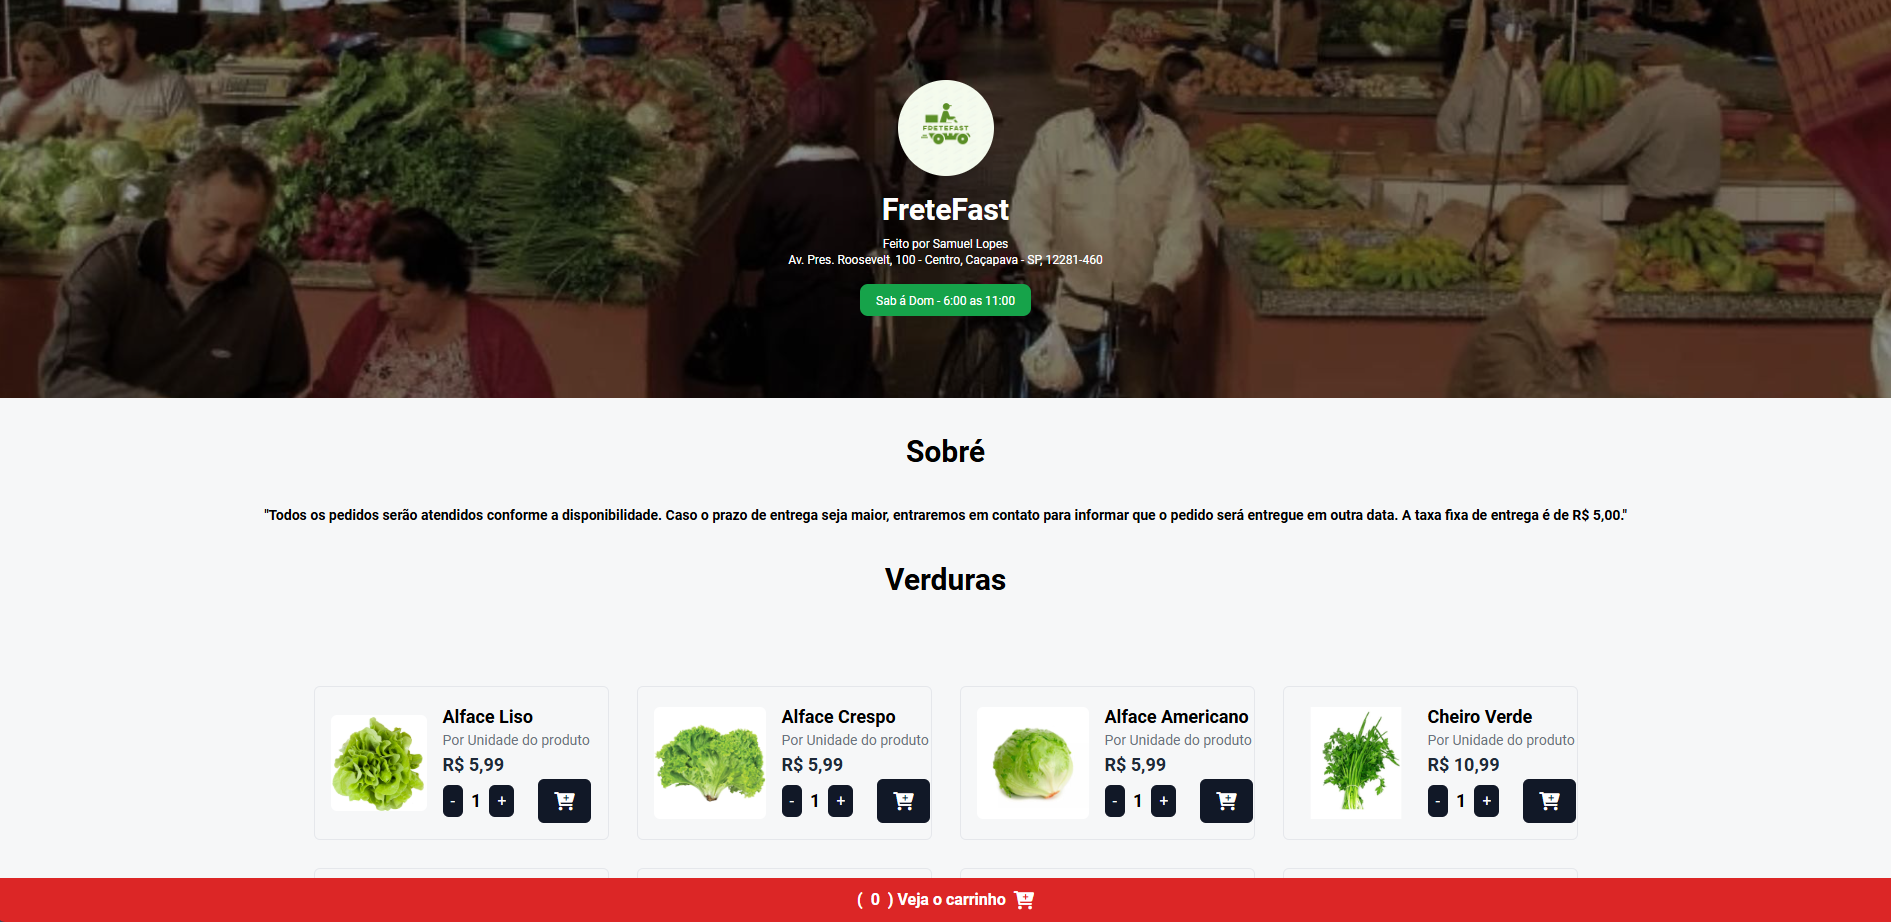 FRETEFAST
FreteFast
Feito por Samuel Lopes
Av. Pres. Roosevelt, 100 - Centro, Caçapava - SP, 12281-460
Sab á Dom - 6:00 as 11:00
Sobré
"Todos os pedidos serão atendidos conforme a disponibilidade. Caso o prazo de entrega seja maior, entraremos em contato para informar que o pedido será entregue em outra data. A taxa fixa de entrega é de R$ 5,00."
Verduras
Alface Liso
Por Unidade do produto
R$ 5,99
- 1 +
Alface Crespo
Por Unidade do produto
R$ 5,99
- 1 +
Alface Americano
Por Unidade do produto
R$ 5,99
- 1 +
Cheiro Verde
Por Unidade do produto
R$ 10,99
- 1 +
( 0 ) Veja o carrinho